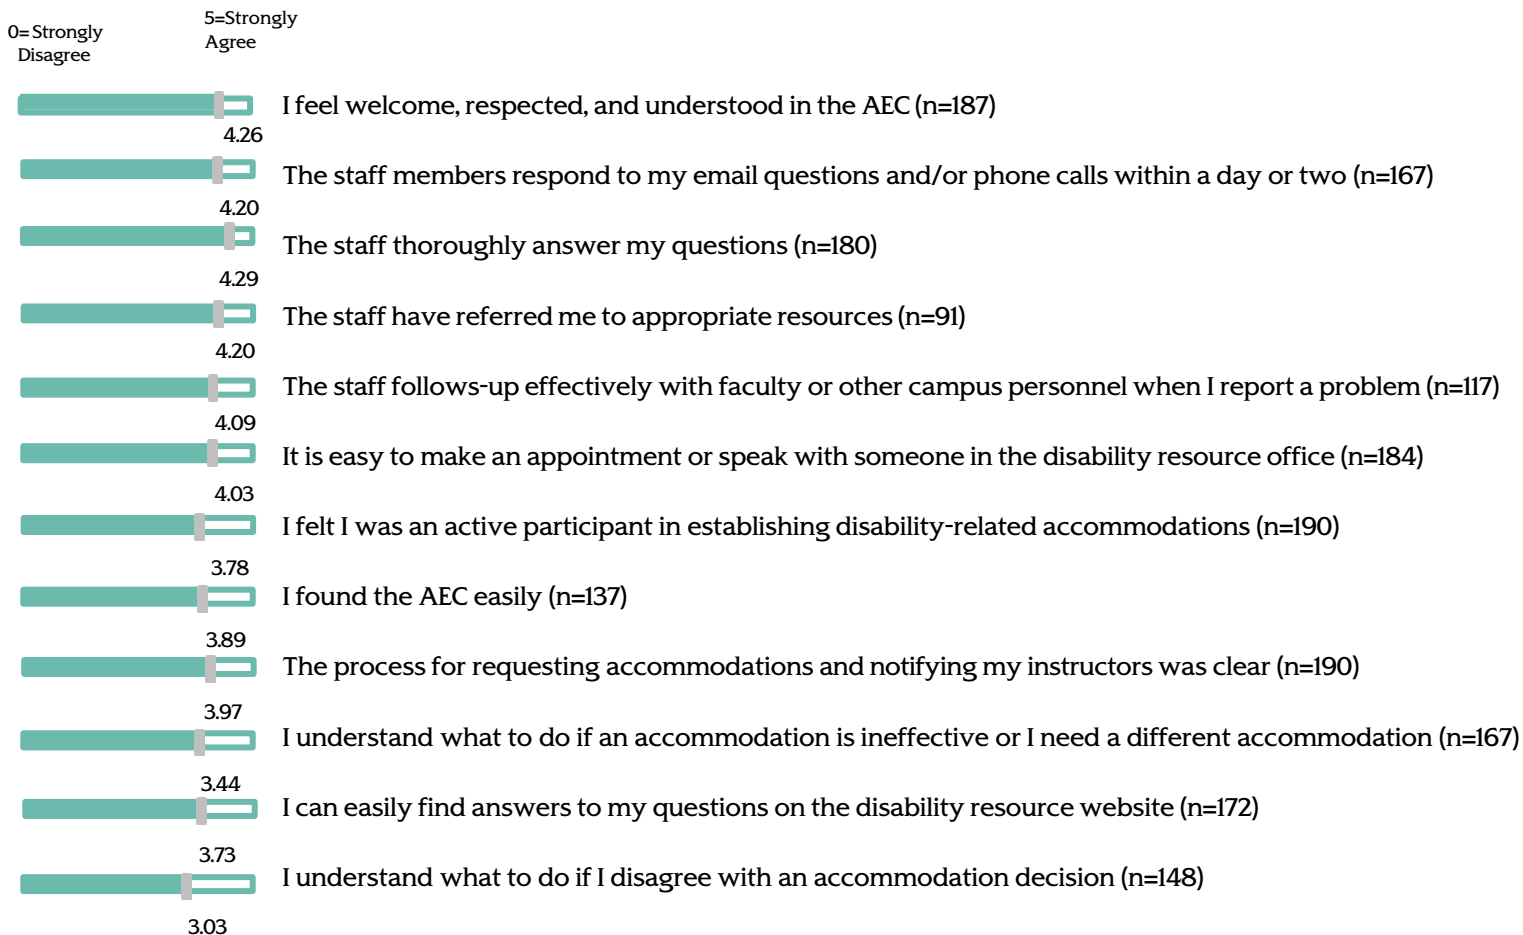 0= Strongly
Disagree
5=Strongly
Agree
I feel welcome, respected, and understood in the AEC (n=187)
4.26
The staff members respond to my email questions and/or phone calls within a day or two (n=167)
4.20
The staff thoroughly answer my questions (n=180)
4.29
The staff have referred me to appropriate resources (n=91)
4.20
The staff follows-up effectively with faculty or other campus personnel when I report a problem (n=117)
4.09
It is easy to make an appointment or speak with someone in the disability resource office (n=184)
4.03
I felt I was an active participant in establishing disability-related accommodations (n=190)
3.78
I found the AEC easily (n=137)
3.89
The process for requesting accommodations and notifying my instructors was clear (n=190)
3.97
I understand what to do if an accommodation is ineffective or I need a different accommodation (n=167)
3.44
I can easily find answers to my questions on the disability resource website (n=172)
3.73
I understand what to do if I disagree with an accommodation decision (n=148)
3.03